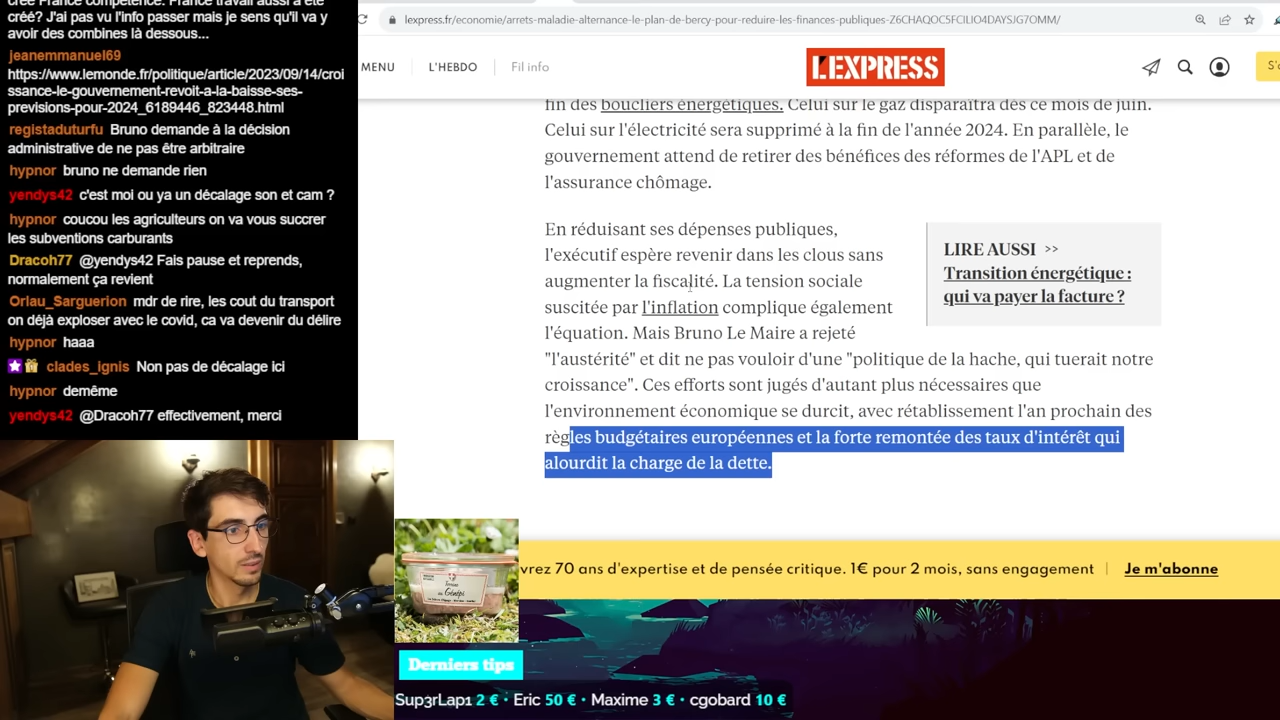 créé France compétence. France travail aussi a été
créé? J'ai pas vu l'info passer mais je sens qu'il va y
avoir des combines là dessous...
jeanemmanuel69
https://www.lemonde.fr/politique/article/2023/09/14/croi
ssance-le-gouvernement-revoit-a-la-baisse-ses-
previsions-pour-2024_6189446_823448.html
registaduturfu Bruno demande à la décision
administrative de ne pas être arbitraire
hypnor bruno ne demande rien
yendys42 c'est moi ou ya un décalage son et cam ?
hypnor coucou les agriculteurs on va vous succrer
les subventions carburants
Dracoh77 @yendys42 Fais pause et reprends,
normalement ça revient
Orlau_Sarguerion mdr de rire, les cout du transport
on déjà exploser avec le covid, ca va devenir du délire
hypnor haaa
clades_ignis Non pas de décalage ici
hypnor demême
yendys42 @Dracoh77 effectivement, merci
lexpress.fr/economie/arrets-maladie-alternance-le-plan-de-bercy-pour-reduire-les-finances-publiques-Z6CHAQOC5FCILIO4DAYSJG7OMM/
MENU
L'HEBDO
Fil info
L'EXPRESS
S'a
fin des boucliers énergétiques. Celui sur le gaz disparaîtra dès ce mois de juin.
Celui sur l'électricité sera supprimé à la fin de l'année 2024. En parallèle, le
gouvernement attend de retirer des bénéfices des réformes de l'APL et de
l'assurance chômage.
En réduisant ses dépenses publiques,
l'exécutif espère revenir dans les clous sans
augmenter la fiscalité. La tension sociale
suscitée par l'inflation complique également
l'équation. Mais Bruno Le Maire a rejeté
"l'austérité" et dit ne pas vouloir d'une "politique de la hache, qui tuerait notre
croissance". Ces efforts sont jugés d'autant plus nécessaires que
l'environnement économique se durcit, avec rétablissement l'an prochain des
règles budgétaires européennes et la forte remontée des taux d'intérêt qui
alourdit la charge de la dette.
LIRE AUSSI >>
Transition énergétique :
qui va payer la facture ?
vrez 70 ans d'expertise et de pensée critique. 1€ pour 2 mois, sans engagement
Je m'abonne
Terrine
au Génépi
Derniers tips
Sup3rLap1 2 € • Eric 50 € • Maxime 3 € • cgobard 10 €